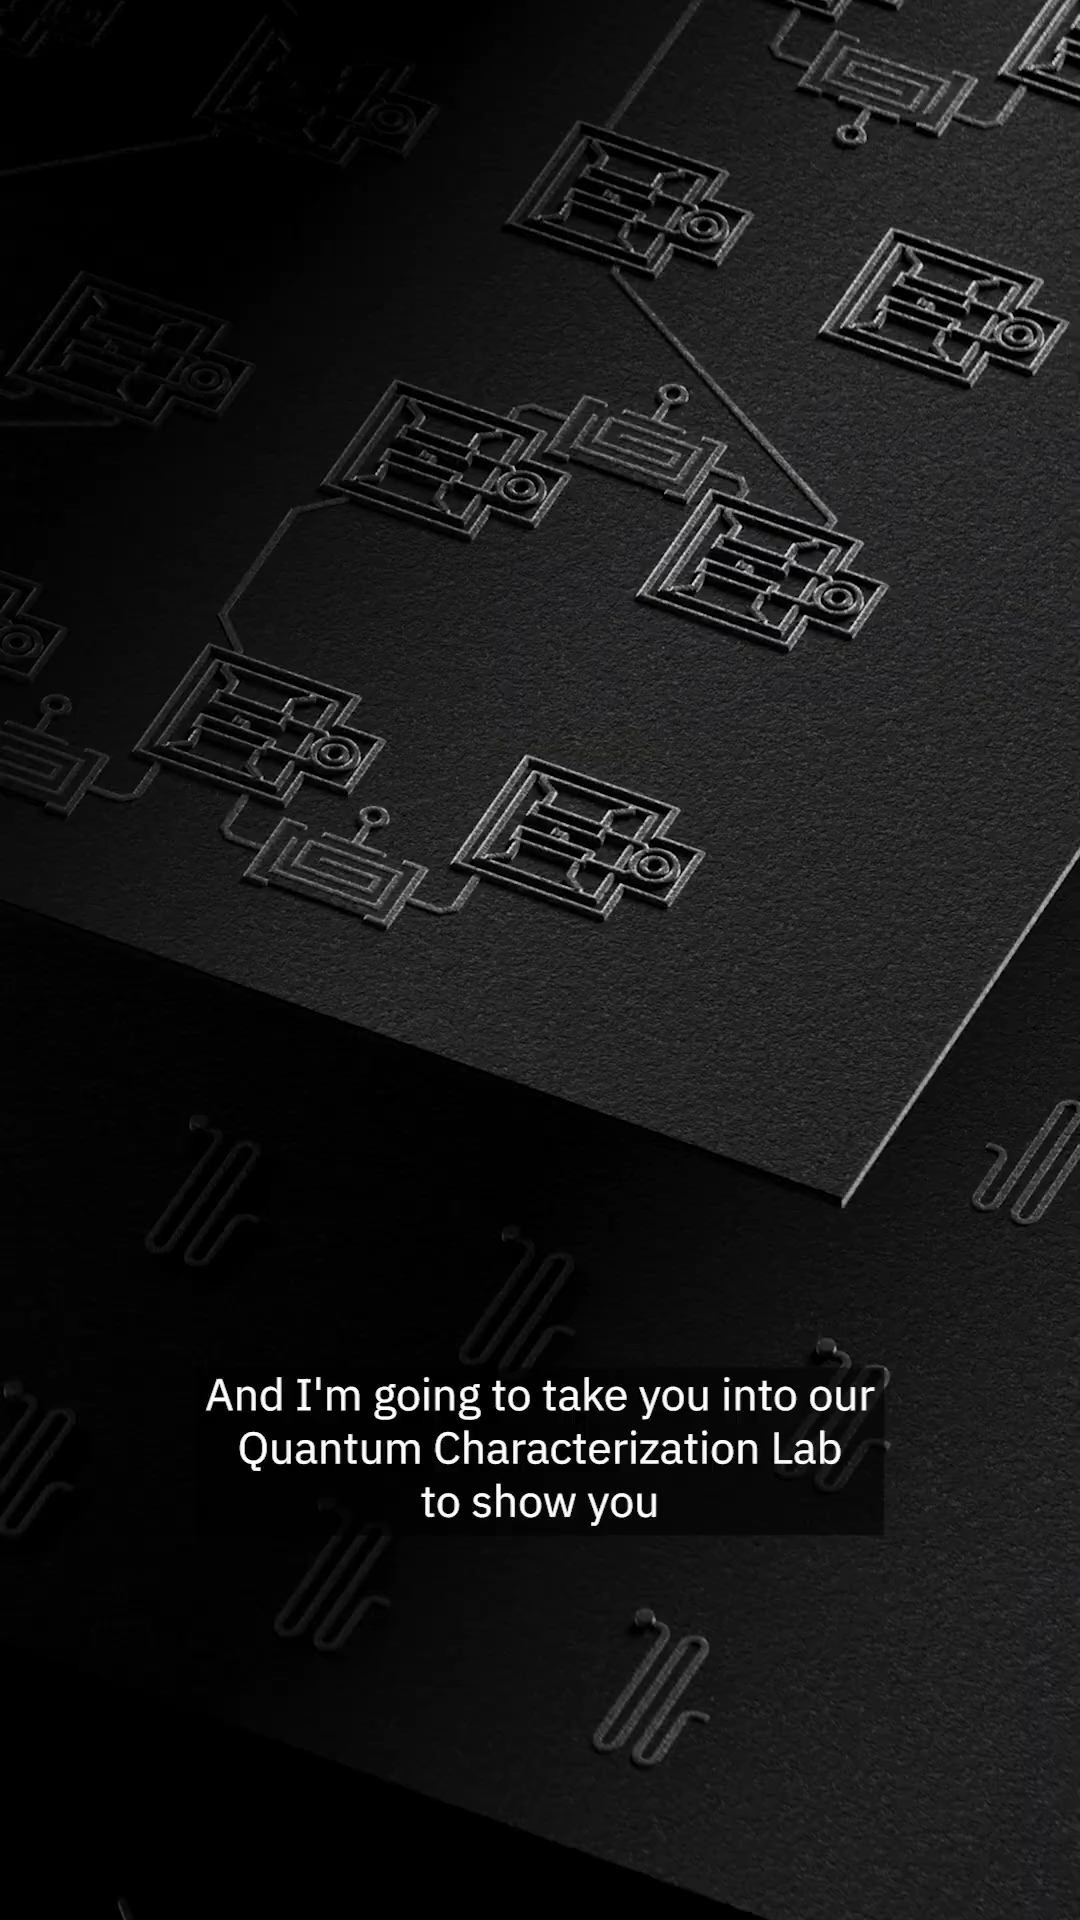 And I'm going to take you into our
Quantum Characterization Lab
to show you